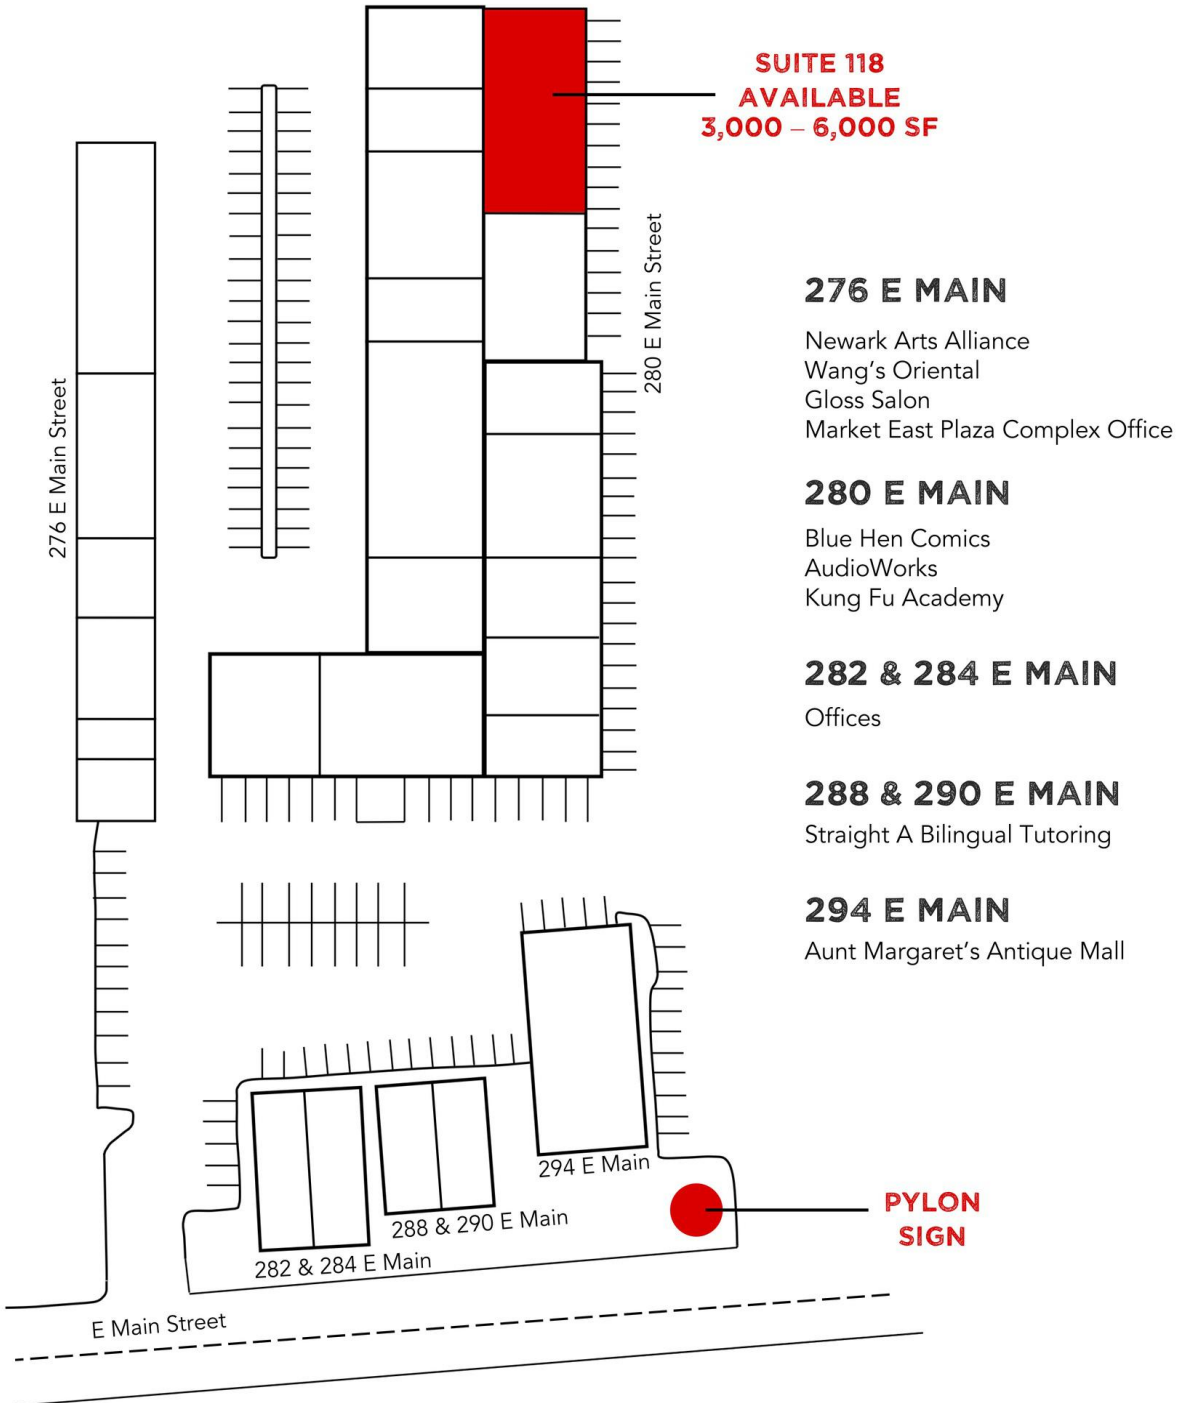 SUITE 118
AVAILABLE
3,000 – 6,000 SF
280 E Main Street
276 E Main Street
276 E MAIN
Newark Arts Alliance
Wang's Oriental
Gloss Salon
Market East Plaza Complex Office
280 E MAIN
Blue Hen Comics
AudioWorks
Kung Fu Academy
282 & 284 E MAIN
Offices
288 & 290 E MAIN
Straight A Bilingual Tutoring
294 E MAIN
Aunt Margaret's Antique Mall
294 E Main
288 & 290 E Main
282 & 284 E Main
PYLON
SIGN
E Main Street